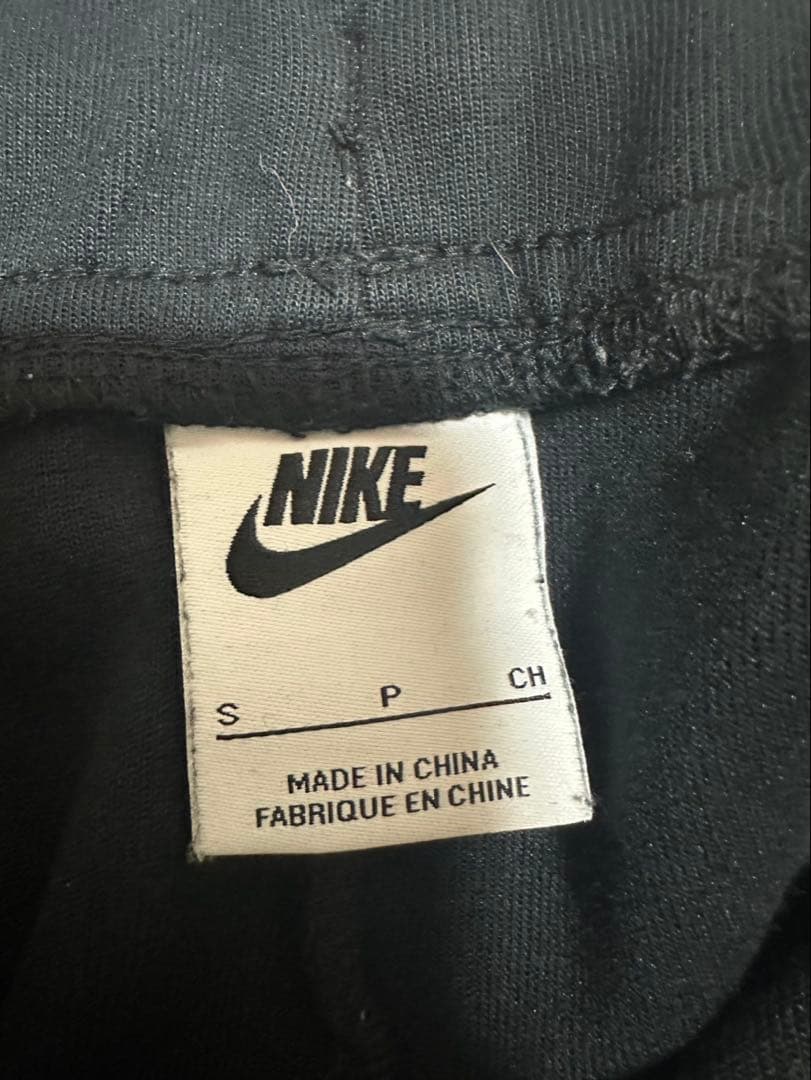 NIKE
S P CH
MADE IN CHINA
FABRIQUE EN CHINE